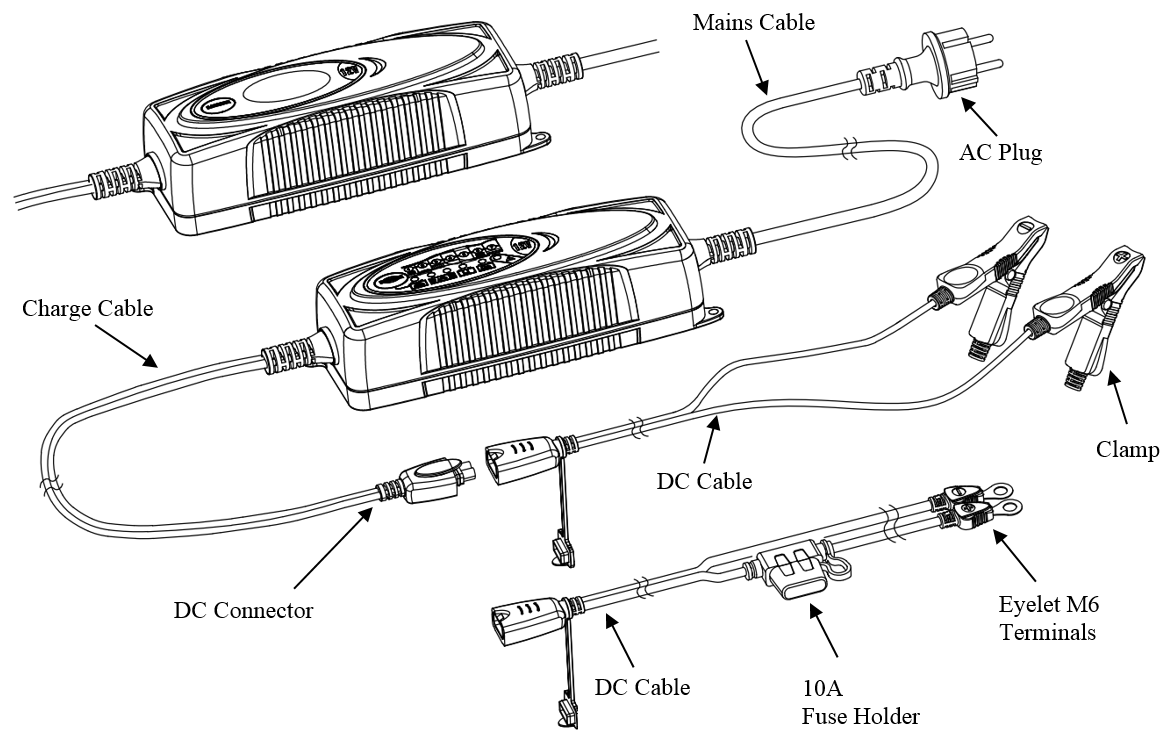 Mains Cable
AC Plug
Charge Cable
Clamp
DC Cable
DC Connector
Eyelet M6
Terminals
DC Cable
10A
Fuse Holder